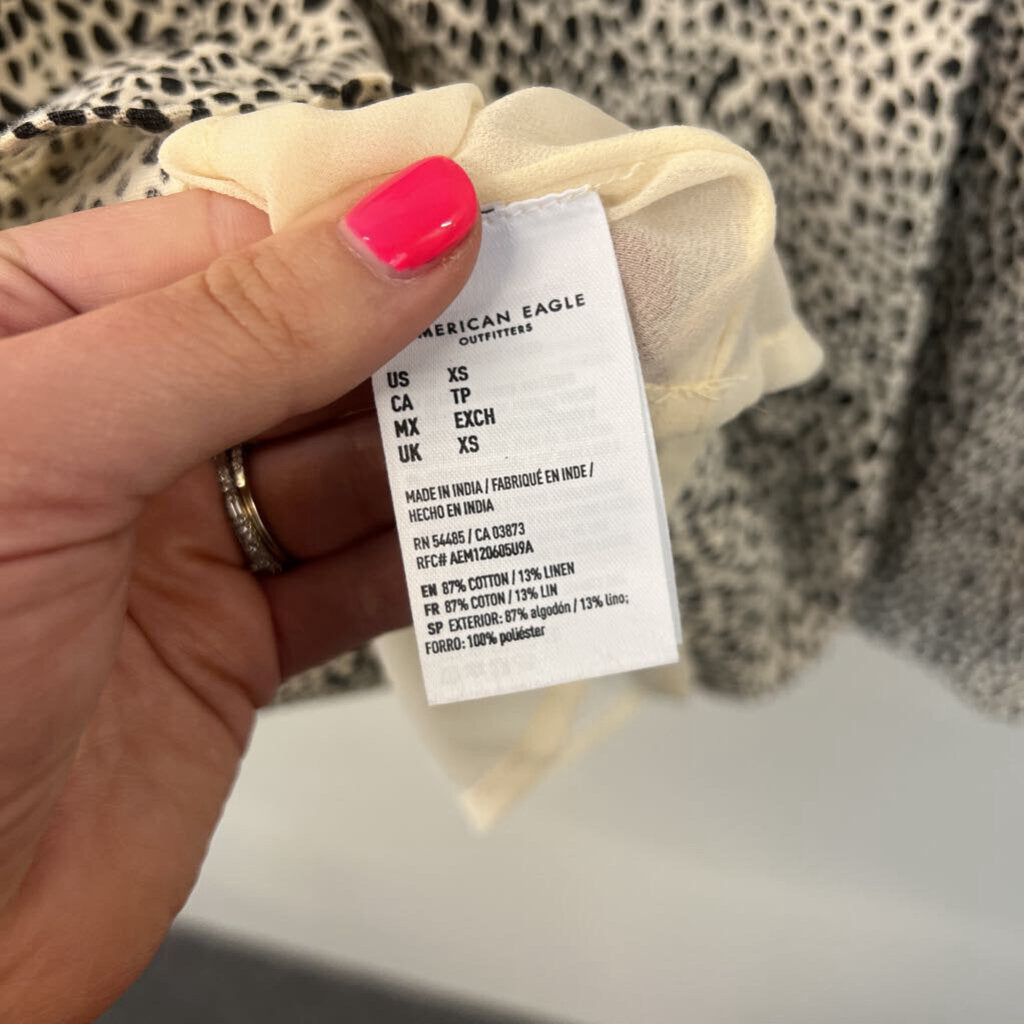 MERICAN EAGLE
OUTFITTERS
US XS
CA TP
MX EXCH
UK XS
MADE IN INDIA / FABRIQUÉ EN INDE /
HECHO EN INDIA
RN 54485 / CA 03873
RFC# AEM120605U9A
EN 87% COTTON / 13% LINEN
FR 87% COTON / 13% LIN
SP EXTERIOR: 87% algodón / 13% lino;
FORRO: 100% poliéster